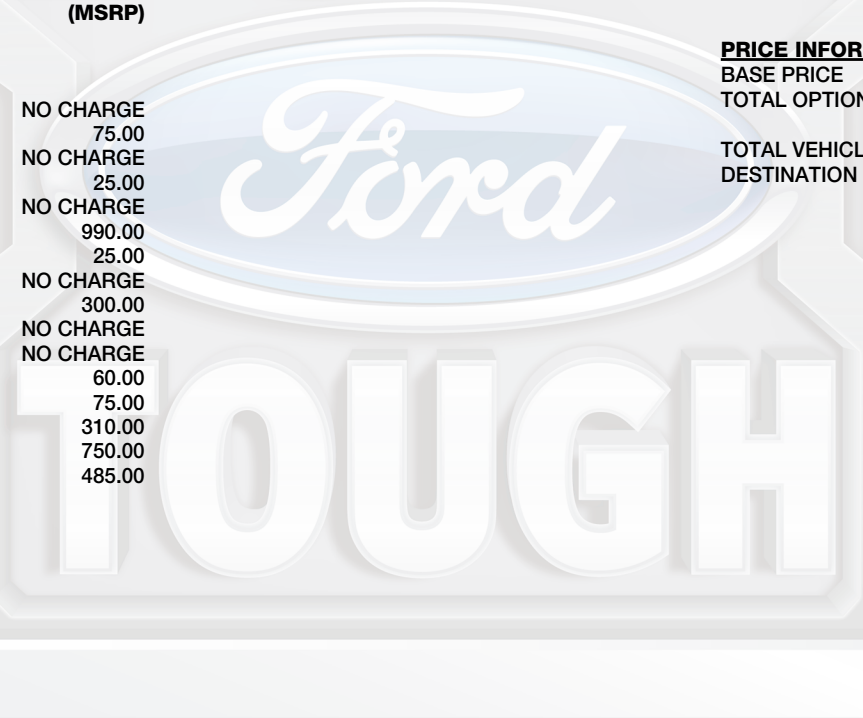 (MSRP)
NO CHARGE
75.00
NO CHARGE
25.00
NO CHARGE
990.00
25.00
NO CHARGE
300.00
NO CHARGE
NO CHARGE
60.00
75.00
310.00
750.00
485.00
PRICE INFOR
BASE PRICE
TOTAL OPTION
TOTAL VEHICL
DESTINATION
Ford
TOUGH